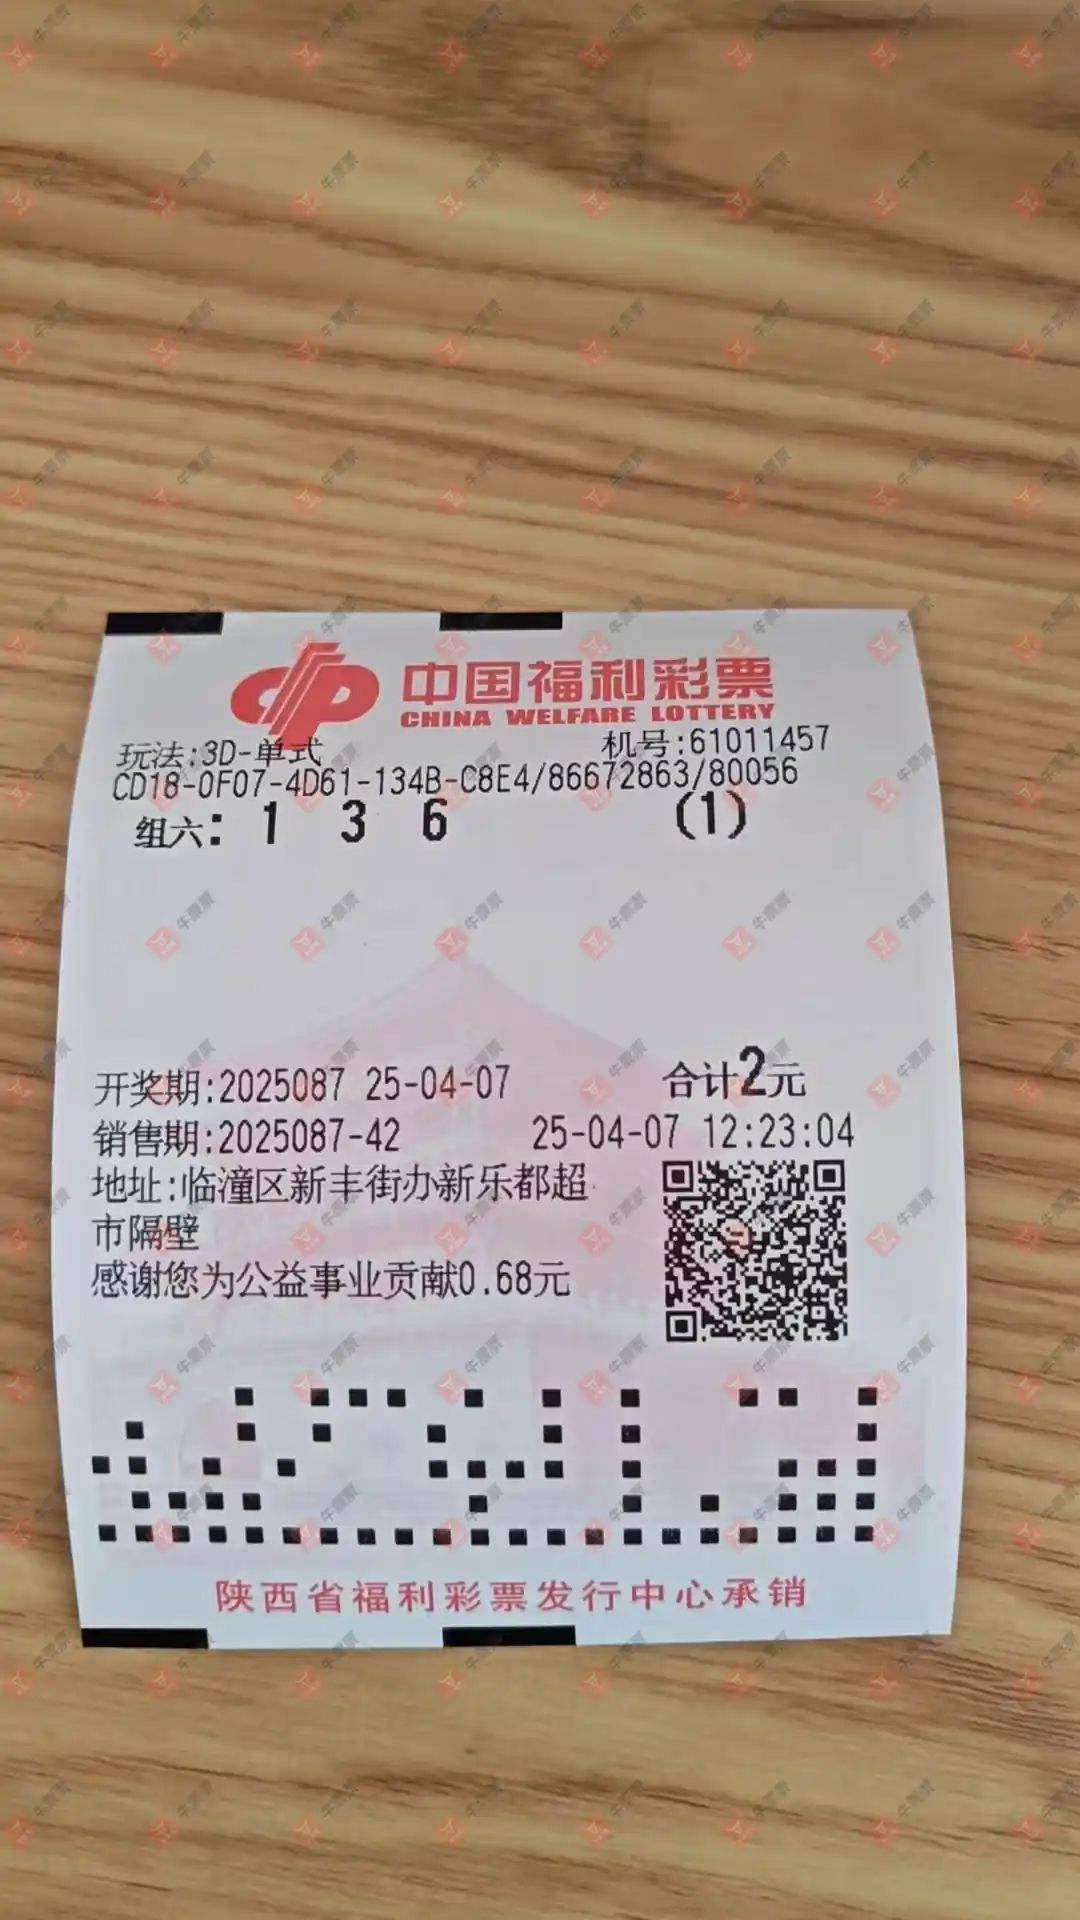 中国福利彩票
CHINA WELFARE LOTTERY
玩法:3D-单式 机号:61011457
CD18-0F07-4D61-134B-C8E4/86672863/80056
组六: 1 3 6 (1)
开奖期:2025087 25-04-07 合计2元
销售期:2025087-42 25-04-07 12:23:04
地址:临潼区新丰街办新乐都超
市隔壁
感谢您为公益事业贡献0.68元
陕西省福利彩票发行中心承销
牛票票